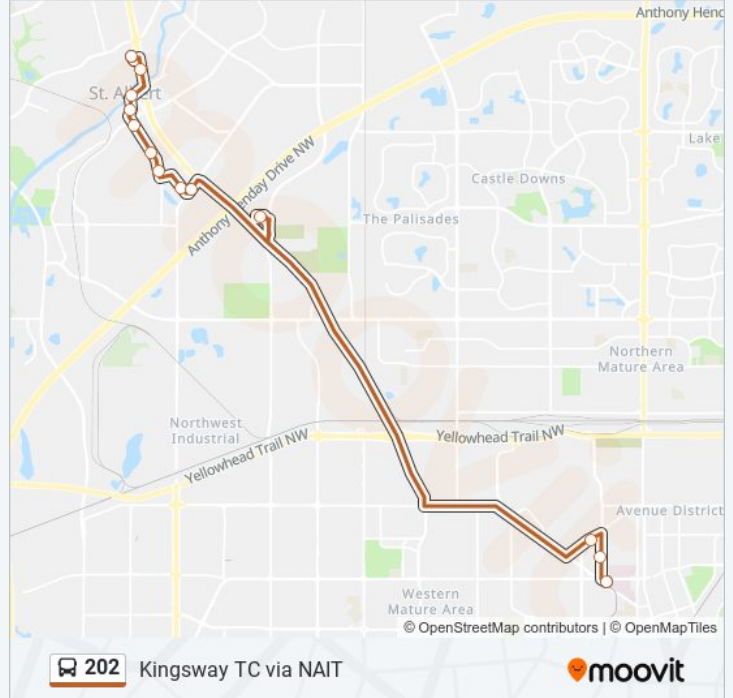 Anthony Hend
St. Albert
Lake
Anthony Henday Drive NW
Castle Downs
The Palisades
Northern
Mature Area
Northwest
Industrial
Yellowhead Trail NW
Yellowhead Trail NW
Avenue District
Western
Mature Area
© OpenStreetMap contributors | © OpenMapTiles
202 Kingsway TC via NAIT
moovit